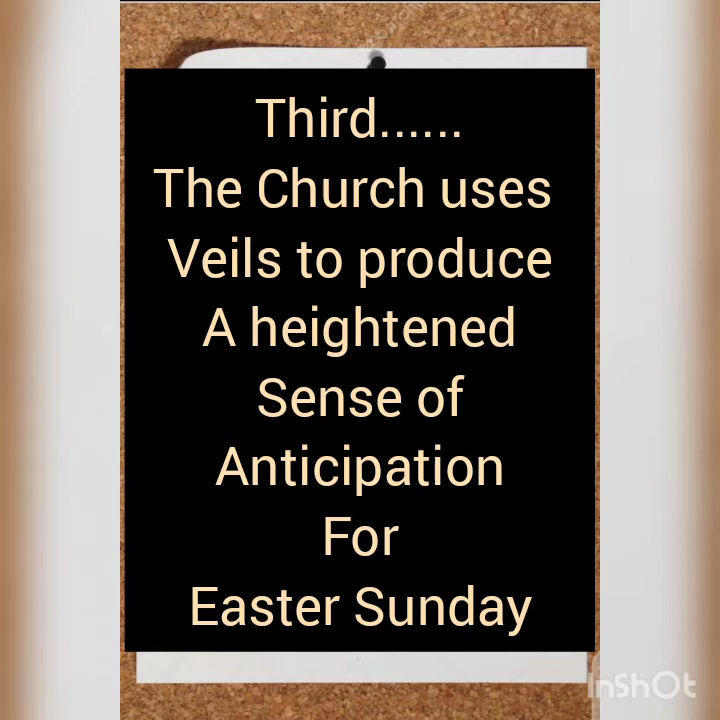 Third......
The Church uses
Veils to produce
A heightened
Sense of
Anticipation
For
Easter Sunday
InShOt